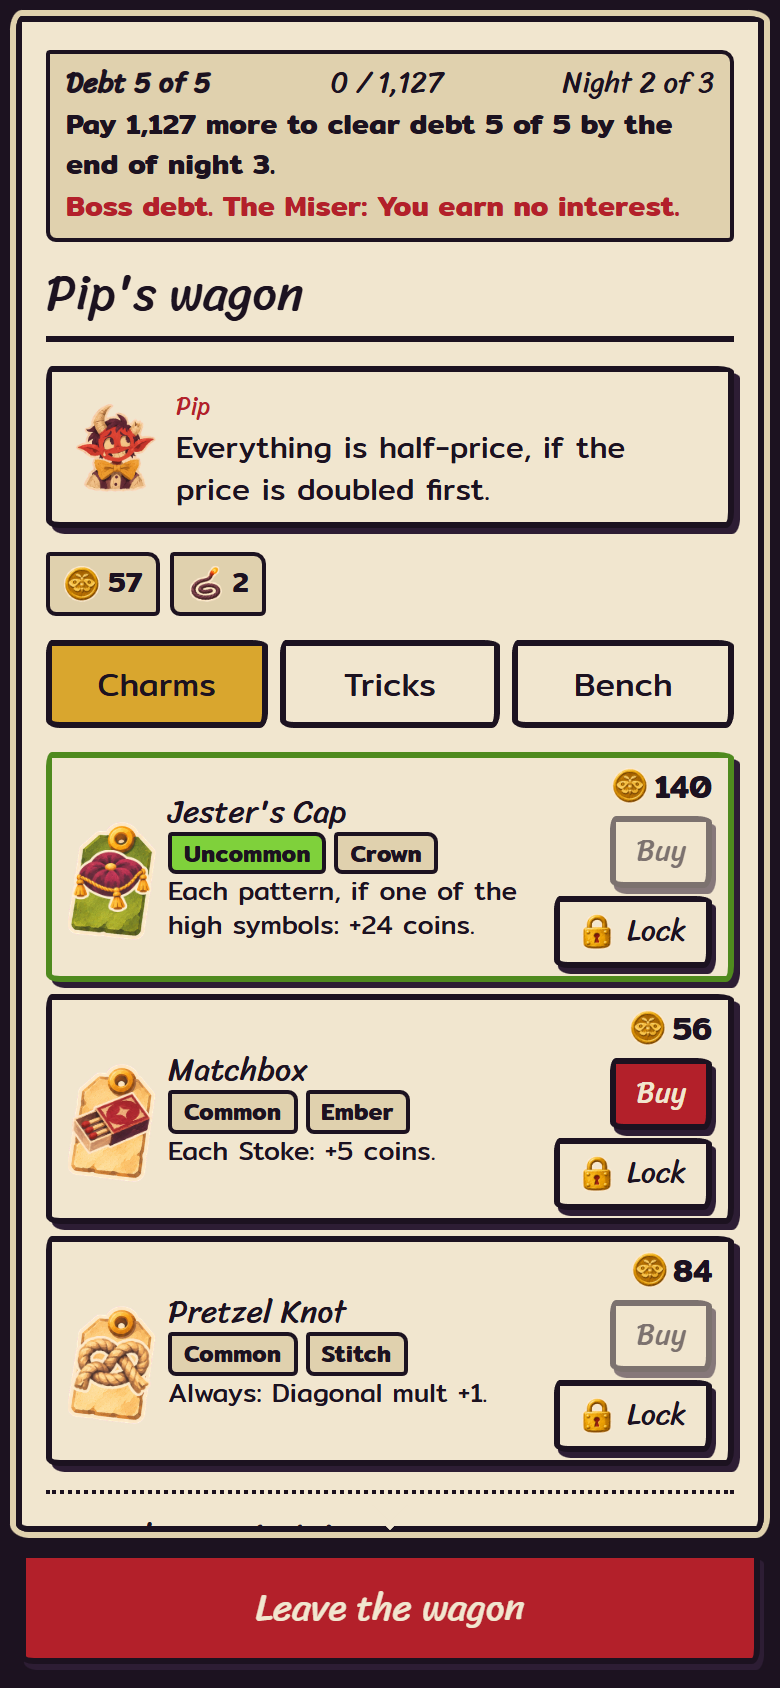 Debt 5 of 5 0 / 1,127 Night 2 of 3
Pay 1,127 more to clear debt 5 of 5 by the
end of night 3.
Boss debt. The Miser: You earn no interest.
Pip's wagon
Pip
Everything is half-price, if the
price is doubled first.
57 2
Charms Tricks Bench
140
Jester's Cap
Buy
Uncommon Crown
Each pattern, if one of the
high symbols: +24 coins.
Lock
56
Matchbox
Buy
Common Ember
Each Stoke: +5 coins.
Lock
84
Pretzel Knot
Buy
Common Stitch
Always: Diagonal mult +1.
Lock
Leave the wagon